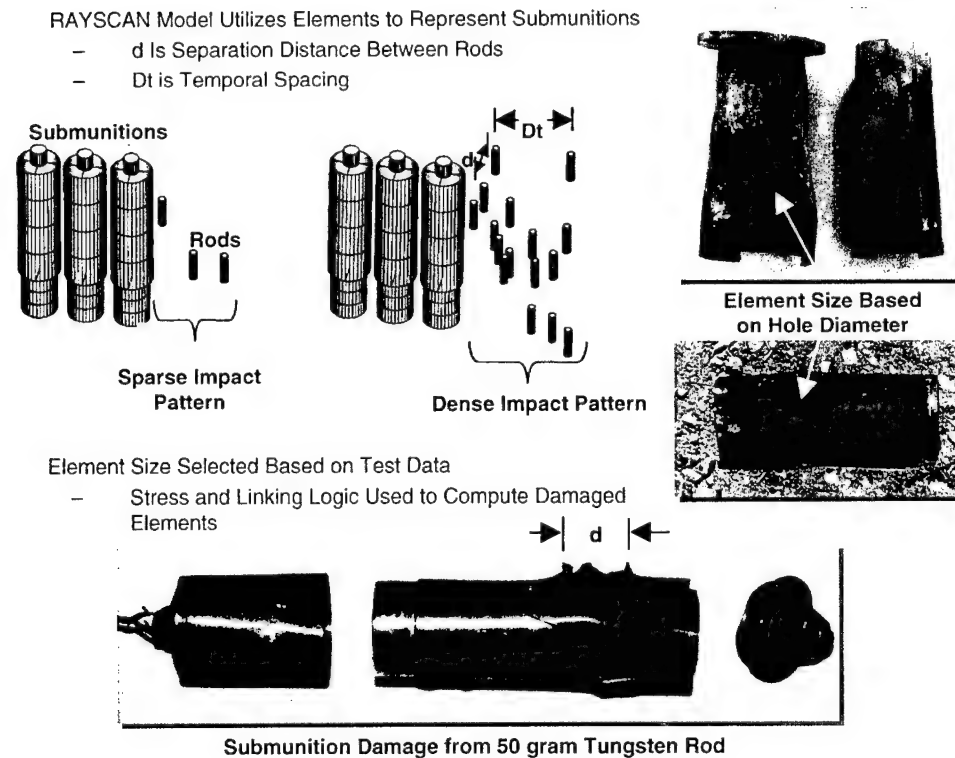 RAYSCAN Model Utilizes Elements to Represent Submunitions
– d Is Separation Distance Between Rods
– Dt is Temporal Spacing
Submunitions
Rods
Sparse Impact
Pattern
Dt
d
Dense Impact Pattern
Element Size Based
on Hole Diameter
Element Size Selected Based on Test Data
– Stress and Linking Logic Used to Compute Damaged
Elements
d
Submunition Damage from 50 gram Tungsten Rod